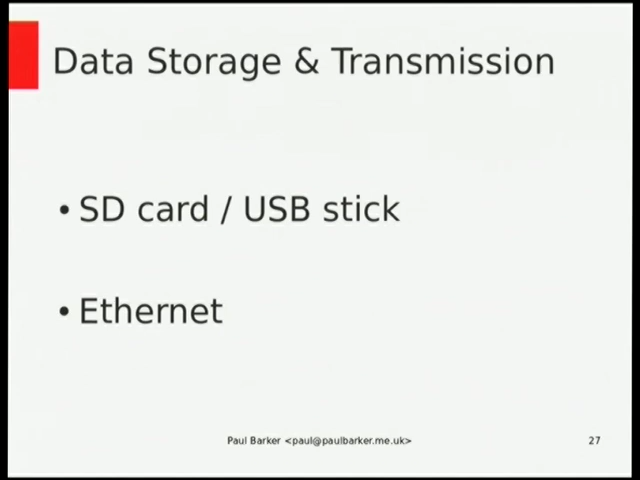 Data Storage & Transmission
• SD card / USB stick
• Ethernet
Paul Barker <paul@paulbarker.me.uk>
27